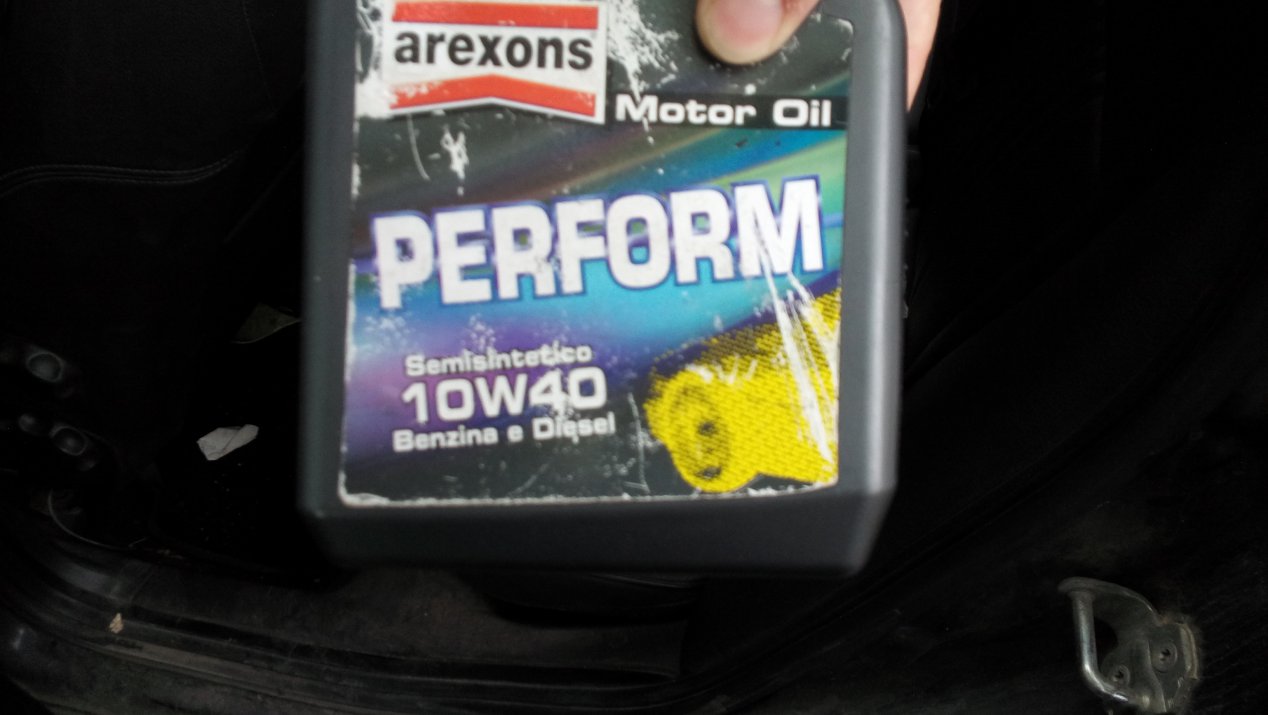 arexons
Motor Oil
PERFORM
Semisintetico
10W40
Benzina e Diesel